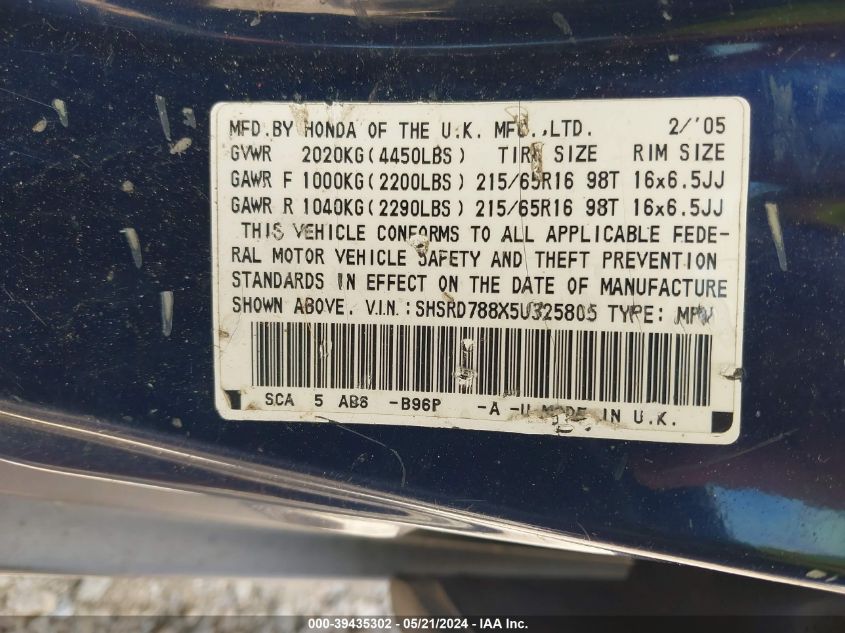 MFD.BY HONDA OF THE U.K. MFG.,LTD. 2/'05
GVWR 2020KG(4450LBS) TIRE SIZE RIM SIZE
GAWR F 1000KG(2200LBS) 215/65R16 98T 16x6.5JJ
GAWR R 1040KG(2290LBS) 215/65R16 98T 16x6.5JJ
THIS VEHICLE CONFORMS TO ALL APPLICABLE FEDE-
RAL MOTOR VEHICLE SAFETY AND THEFT PREVENTION
STANDARDS IN EFFECT ON THE DATE OF MANUFACTURE
SHOWN ABOVE. V.I.N.: SHSRD788X5U325805 TYPE: MPV
SCA 5 AB6 -B96P -A -U MADE IN U.K.
000-39435302 - 05/21/2024 - IAA Inc.